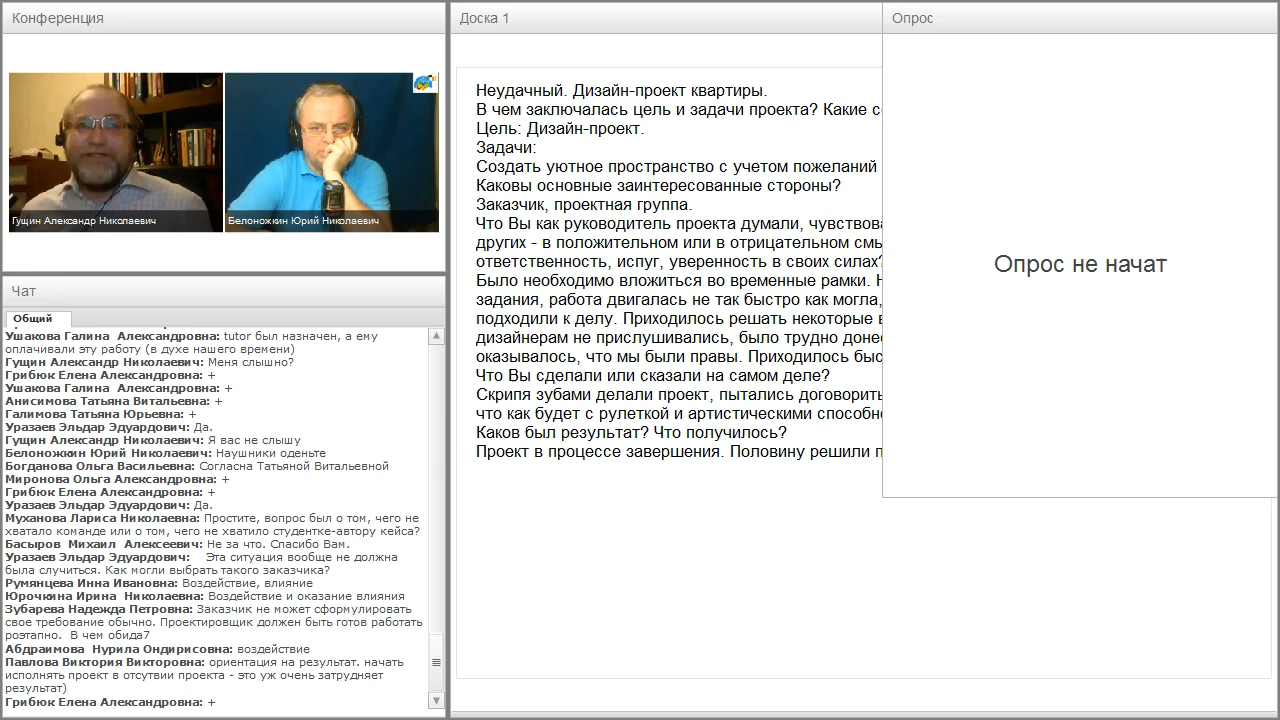 Конференция
Гущин Александр Николаевич
Белоножкин Юрий Николаевич
Чат
Общий
Ушакова Галина  Александровна: tutor был назначен, а ему
оплачивали эту работу (в духе нашего времени)
Гущин Александр Николаевич: Меня слышно?
Грибюк Елена Александровна: +
Ушакова Галина  Александровна: +
Анисимова Татьяна Витальевна: +
Галимова Татьяна Юрьевна: +
Уразаев Эльдар Эдуардович: Да.
Гущин Александр Николаевич: Я вас не слышу
Белоножкин Юрий Николаевич: Наушники оденьте
Богданова Ольга Васильевна: Согласна Татьяной Витальевной
Миронова Ольга Александровна: +
Грибюк Елена Александровна: +
Уразаев Эльдар Эдуардович: Да.
Муханова Лариса Николаевна: Простите, вопрос был о том, чего не
хватало команде или о том, чего не хватило студентке-автору кейса?
Басыров  Михаил  Алексеевич: Не за что. Спасибо Вам.
Уразаев Эльдар Эдуардович:    Эта ситуация вообще не должна
была случиться. Как могли выбрать такого заказчика?
Румянцева Инна Ивановна: Воздействие, влияние
Юрочкина Ирина  Николаевна: Воздействие и оказание влияния
Зубарева Надежда Петровна: Заказчик не может сформулировать
свое требование обычно. Проектировщик должен быть готов работать
роэтапно.  В чем обида7
Абдраимова  Нурила Ондирисовна: воздействие
Павлова Виктория Викторовна: ориентация на результат. начать
исполнять проект в отсутвии проекта - это уж очень затрудняет
результат)
Грибюк Елена Александровна: +
Доска 1
Неудачный. Дизайн-проект квартиры.
В чем заключалась цель и задачи проекта? Какие с
Цель: Дизайн-проект.
Задачи:
Создать уютное пространство с учетом пожеланий
Каковы основные заинтересованные стороны?
Заказчик, проектная группа.
Что Вы как руководитель проекта думали, чувствова
других - в положительном или в отрицательном смы
ответственность, испуг, уверенность в своих силах?
Было необходимо вложиться во временные рамки. Н
задания, работа двигалась не так быстро как могла,
подходили к делу. Приходилось решать некоторые в
дизайнерам не прислушивались, было трудно доне
оказывалось, что мы были правы. Приходилось быс
Что Вы сделали или сказали на самом деле?
Скрипя зубами делали проект, пытались договорить
что как будет с рулеткой и артистическими способно
Каков был результат? Что получилось?
Проект в процессе завершения. Половину решили п
Опрос
Опрос не начат